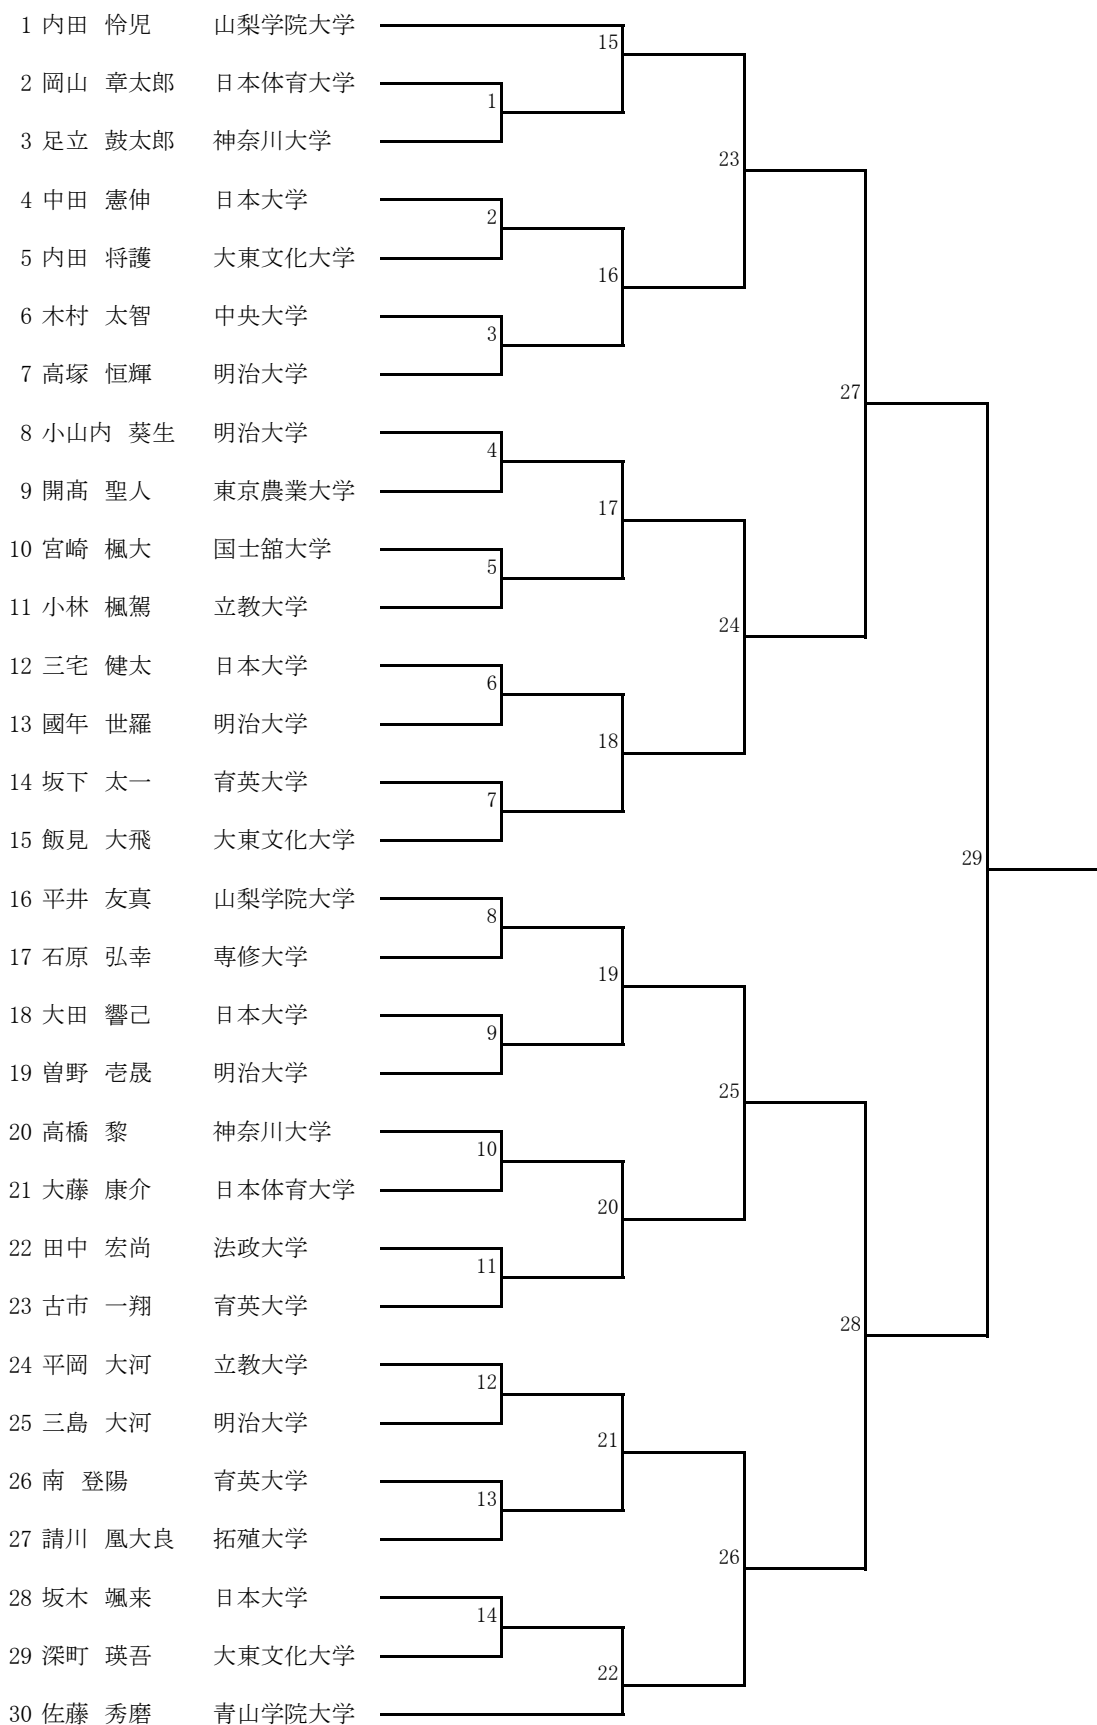 1 内田 怜児 山梨学院大学
15
2 岡山 章太郎 日本体育大学
1
3 足立 鼓太郎 神奈川大学
23
4 中田 憲伸 日本大学
2
5 内田 将護 大東文化大学
16
6 木村 太智 中央大学
3
7 高塚 恒輝 明治大学
27
8 小山内 葵生 明治大学
4
9 開髙 聖人 東京農業大学
17
10 宮崎 楓大 国士舘大学
5
11 小林 楓駕 立教大学
24
12 三宅 健太 日本大学
6
13 國年 世羅 明治大学
18
14 坂下 太一 育英大学
7
15 飯見 大飛 大東文化大学
29
16 平井 友真 山梨学院大学
8
17 石原 弘幸 専修大学
19
18 大田 響己 日本大学
9
19 曽野 壱晟 明治大学
25
20 高橋 黎 神奈川大学
10
21 大藤 康介 日本体育大学
20
22 田中 宏尚 法政大学
11
23 古市 一翔 育英大学
28
24 平岡 大河 立教大学
12
25 三島 大河 明治大学
21
26 南 登陽 育英大学
13
27 請川 凰大良 拓殖大学
26
28 坂木 颯来 日本大学
14
29 深町 瑛吾 大東文化大学
22
30 佐藤 秀磨 青山学院大学